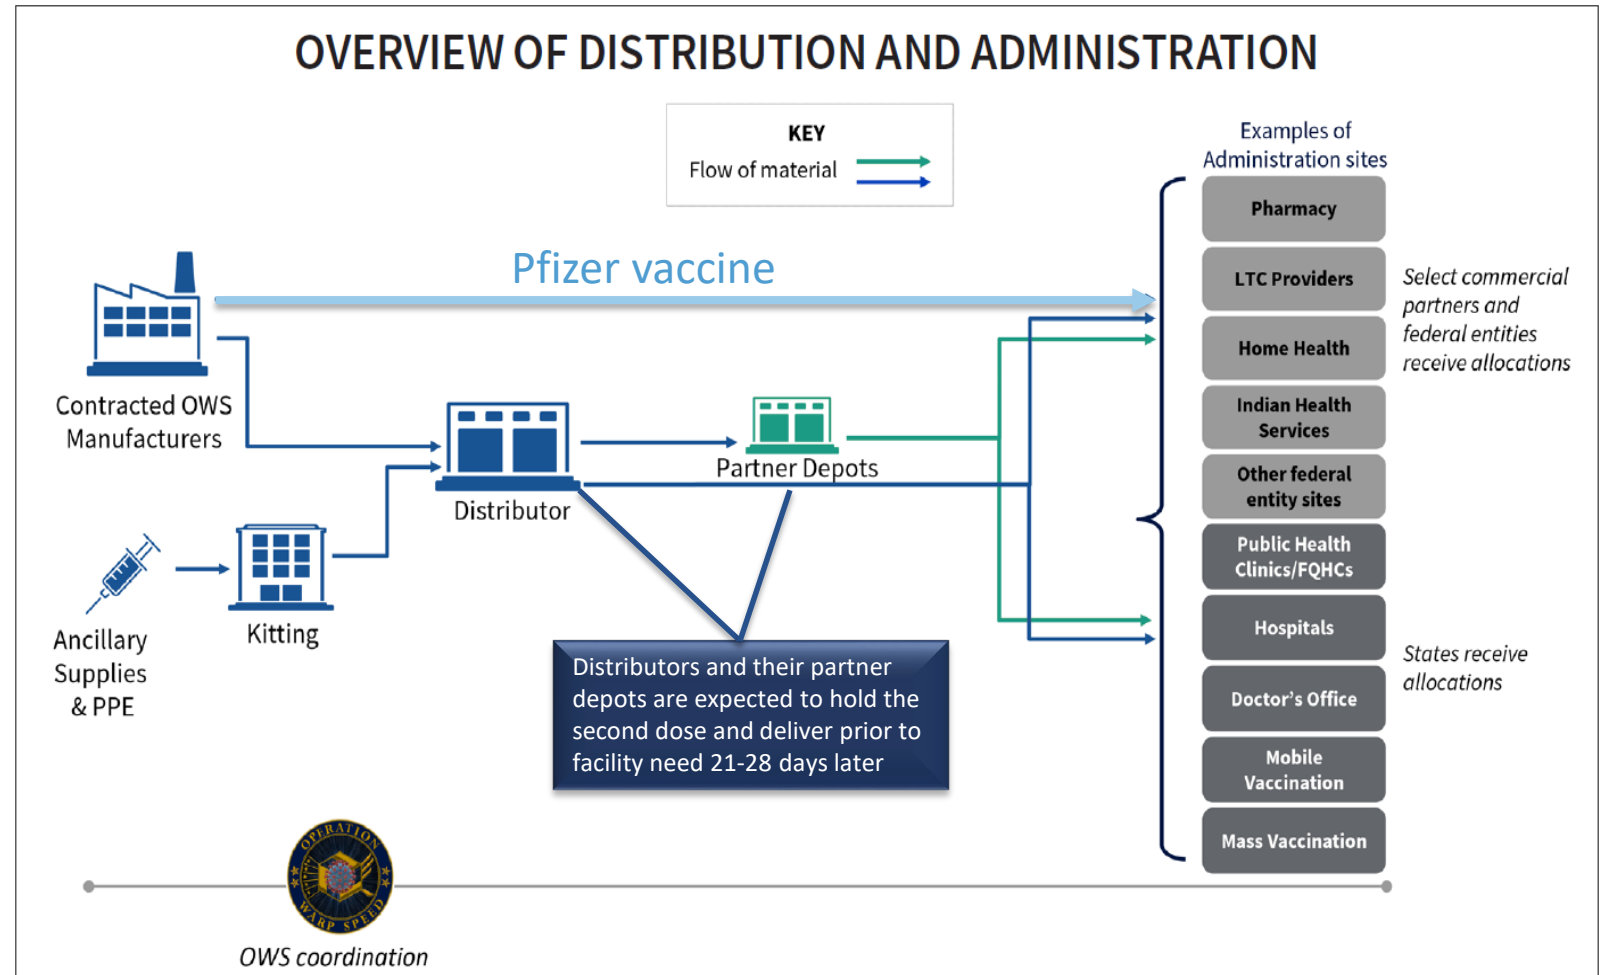 OVERVIEW OF DISTRIBUTION AND ADMINISTRATION
KEY
Flow of material
Examples of
Administration sites
Pfizer vaccine
Contracted OWS
Manufacturers
Distributor
Partner Depots
Ancillary
Supplies
& PPE
Kitting
Distributors and their partner
depots are expected to hold the
second dose and deliver prior to
facility need 21-28 days later
Pharmacy
LTC Providers
Home Health
Indian Health
Services
Other federal
entity sites
Public Health
Clinics/FQHCs
Hospitals
Doctor's Office
Mobile
Vaccination
Mass Vaccination
Select commercial
partners and
federal entities
receive allocations
States receive
allocations
OPERATION
WARP SPEED
OWS coordination